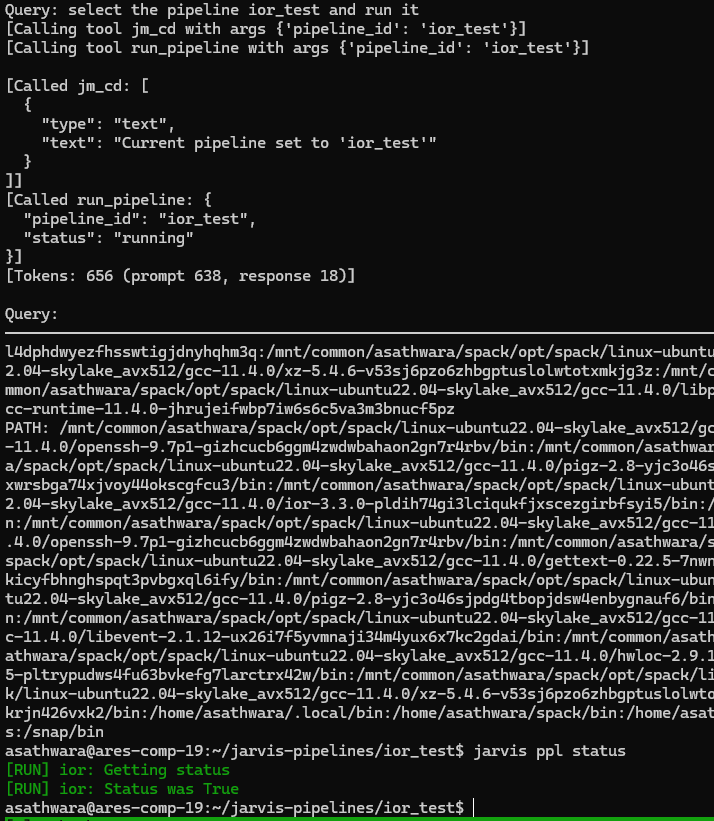 Query: select the pipeline ior_test and run it
[Calling tool jm_cd with args {'pipeline_id': 'ior_test'}]
[Calling tool run_pipeline with args {'pipeline_id': 'ior_test'}]
[Called jm_cd: [
  {
    "type": "text",
    "text": "Current pipeline set to 'ior_test'"
  }
]]
[Called run_pipeline: {
  "pipeline_id": "ior_test",
  "status": "running"
}]
[Tokens: 656 (prompt 638, response 18)]
Query:
l4dphdwyezfhsswtigjdnyhqhm3q:/mnt/common/asathwara/spack/opt/spack/linux-ubuntu
2.04-skylake_avx512/gcc-11.4.0/xz-5.4.6-v53sj6pzo6zhbgptuslolwtotxmkjg3z:/mnt/c
mmon/asathwara/spack/opt/spack/linux-ubuntu22.04-skylake_avx512/gcc-11.4.0/libp
cc-runtime-11.4.0-jhrujeifwbp7iw6s6c5va3m3bnucf5pz
PATH: /mnt/common/asathwara/spack/opt/spack/linux-ubuntu22.04-skylake_avx512/gc
-11.4.0/openssh-9.7p1-gizhcucb6ggm4zwdwbahaon2gn7r4rbv/bin:/mnt/common/asathwar
a/spack/opt/spack/linux-ubuntu22.04-skylake_avx512/gcc-11.4.0/pigz-2.8-yjc3o46s
xwrsbga74xjvoy44okscgfcu3/bin:/mnt/common/asathwara/spack/opt/spack/linux-ubunt
2.04-skylake_avx512/gcc-11.4.0/ior-3.3.0-pldih74gi3lciqukfjxscezgirbfsyi5/bin:/
n:/mnt/common/asathwara/spack/opt/spack/linux-ubuntu22.04-skylake_avx512/gcc-11
.4.0/openssh-9.7p1-gizhcucb6ggm4zwdwbahaon2gn7r4rbv/bin:/mnt/common/asathwara/s
spack/opt/spack/linux-ubuntu22.04-skylake_avx512/gcc-11.4.0/gettext-0.22.5-7nwn
kicyfbhnghspqt3pvbgxql6ify/bin:/mnt/common/asathwara/spack/opt/spack/linux-ubun
tu22.04-skylake_avx512/gcc-11.4.0/pigz-2.8-yjc3o46sjpdg4tbopjdsw4enbygnauf6/bin
n:/mnt/common/asathwara/spack/opt/spack/linux-ubuntu22.04-skylake_avx512/gcc-11
c-11.4.0/libevent-2.1.12-ux26i7f5yvmnaji34m4yux6x7kc2gdai/bin:/mnt/common/asath
athwara/spack/opt/spack/linux-ubuntu22.04-skylake_avx512/gcc-11.4.0/hwloc-2.9.1
5-pltrypudws4fu63bvkefg7larctrx42w/bin:/mnt/common/asathwara/spack/opt/spack/li
k/linux-ubuntu22.04-skylake_avx512/gcc-11.4.0/xz-5.4.6-v53sj6pzo6zhbgptuslolwto
krjn426vxk2/bin:/home/asathwara/.local/bin:/home/asathwara/spack/bin:/home/asat
s:/snap/bin
asathwara@ares-comp-19:~/jarvis-pipelines/ior_test$ jarvis ppl status
[RUN] ior: Getting status
[RUN] ior: Status was True
asathwara@ares-comp-19:~/jarvis-pipelines/ior_test$